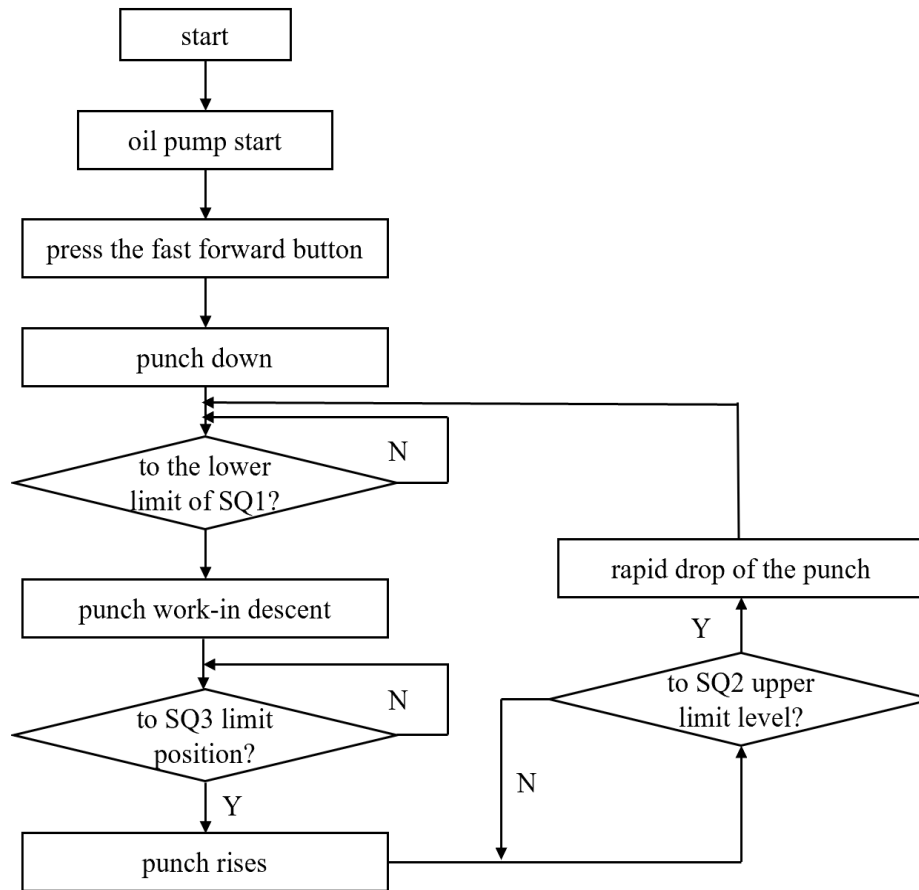 start
oil pump start
press the fast forward button
punch down
to the lower
limit of SQ1?
N
punch work-in descent
to SQ3 limit
position?
N
Y
punch rises
rapid drop of the punch
Y
to SQ2 upper
limit level?
N